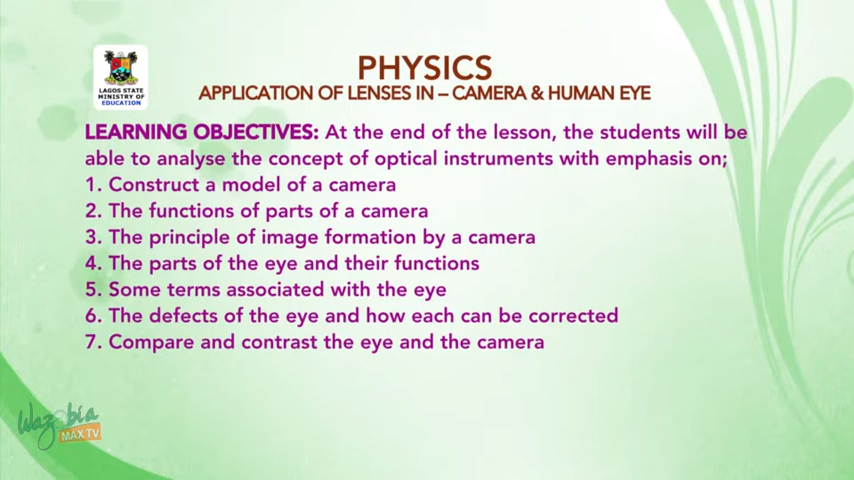 LAGOS STATE
MINISTRY OF
EDUCATION
PHYSICS
APPLICATION OF LENSES IN – CAMERA & HUMAN EYE
LEARNING OBJECTIVES: At the end of the lesson, the students will be
able to analyse the concept of optical instruments with emphasis on;
1. Construct a model of a camera
2. The functions of parts of a camera
3. The principle of image formation by a camera
4. The parts of the eye and their functions
5. Some terms associated with the eye
6. The defects of the eye and how each can be corrected
7. Compare and contrast the eye and the camera
Wazobia
MAX TV